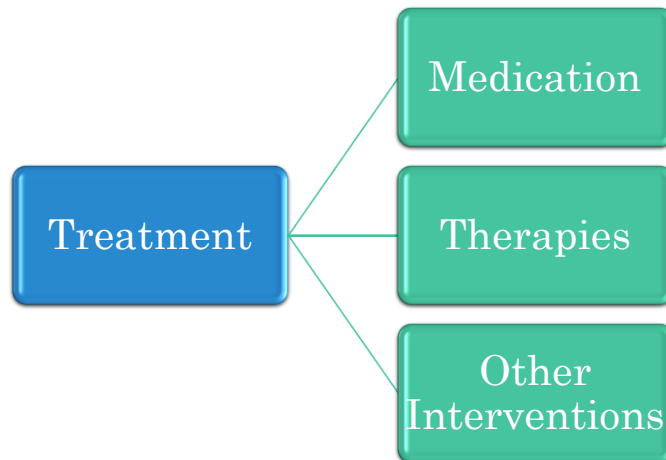 Treatment
Medication
Therapies
Other
Interventions